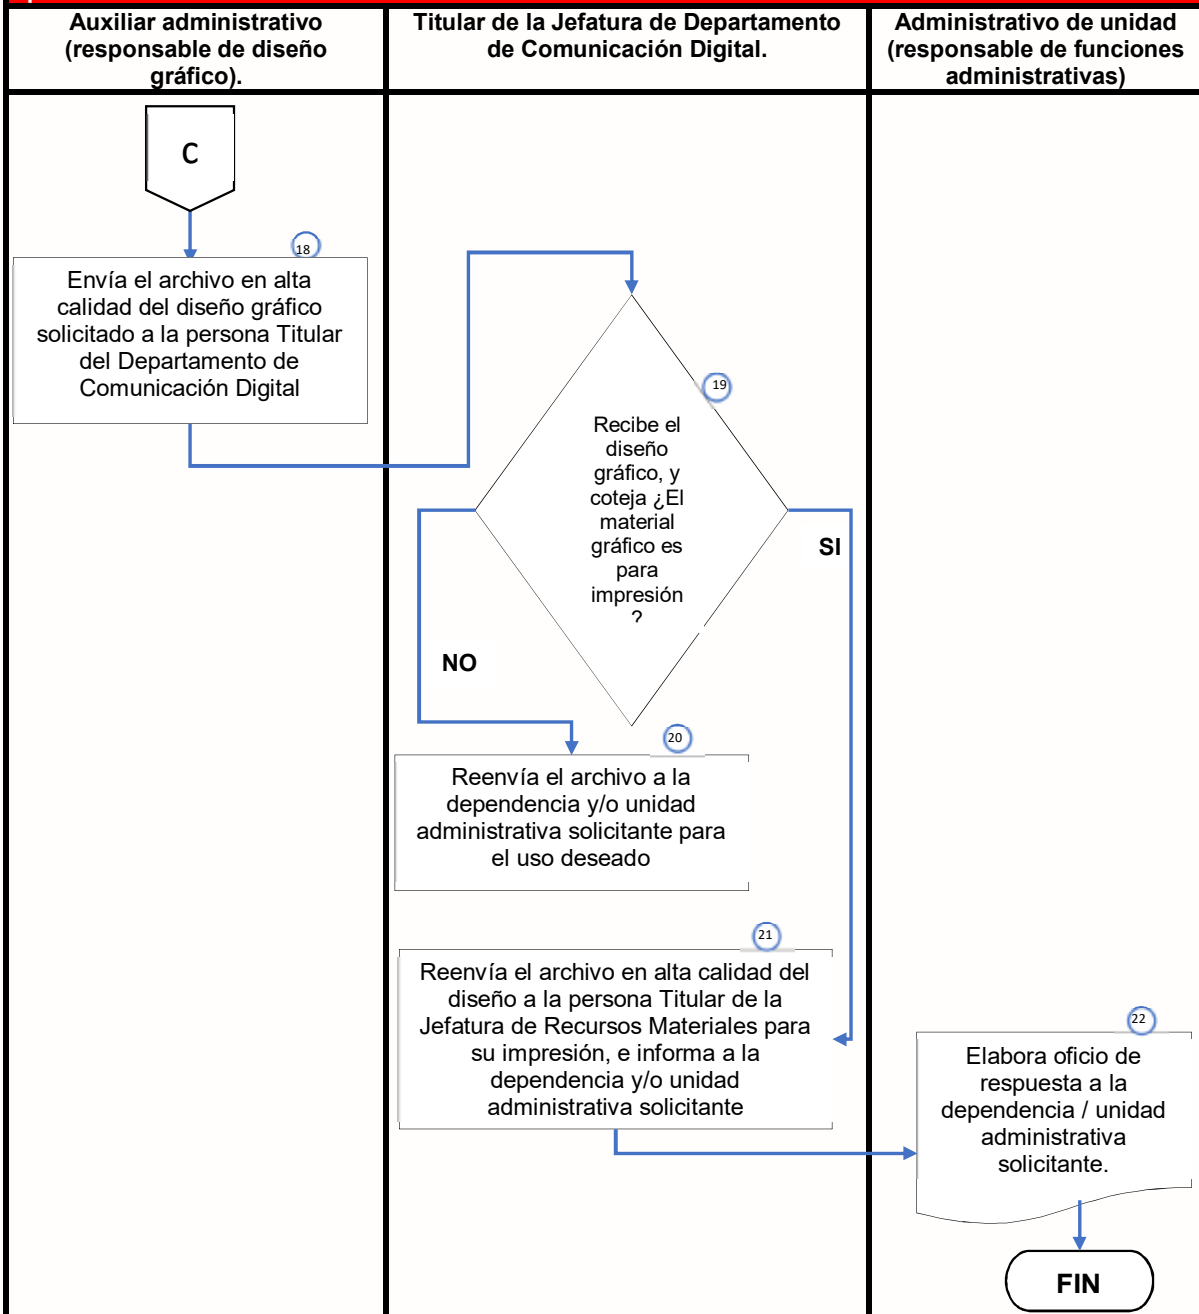 Auxiliar administrativo
(responsable de diseño
gráfico).
Titular de la Jefatura de Departamento
de Comunicación Digital.
Administrativo de unidad
(responsable de funciones
administrativas)
C
18
Envía el archivo en alta
calidad del diseño gráfico
solicitado a la persona Titular
del Departamento de
Comunicación Digital
19
Recibe el
diseño
gráfico, y
coteja ¿El
material
gráfico es
para
impresión
?
SI
NO
20
Reenvía el archivo a la
dependencia y/o unidad
administrativa solicitante para
el uso deseado
21
Reenvía el archivo en alta calidad del
diseño a la persona Titular de la
Jefatura de Recursos Materiales para
su impresión, e informa a la
dependencia y/o unidad
administrativa solicitante
22
Elabora oficio de
respuesta a la
dependencia / unidad
administrativa
solicitante.
FIN